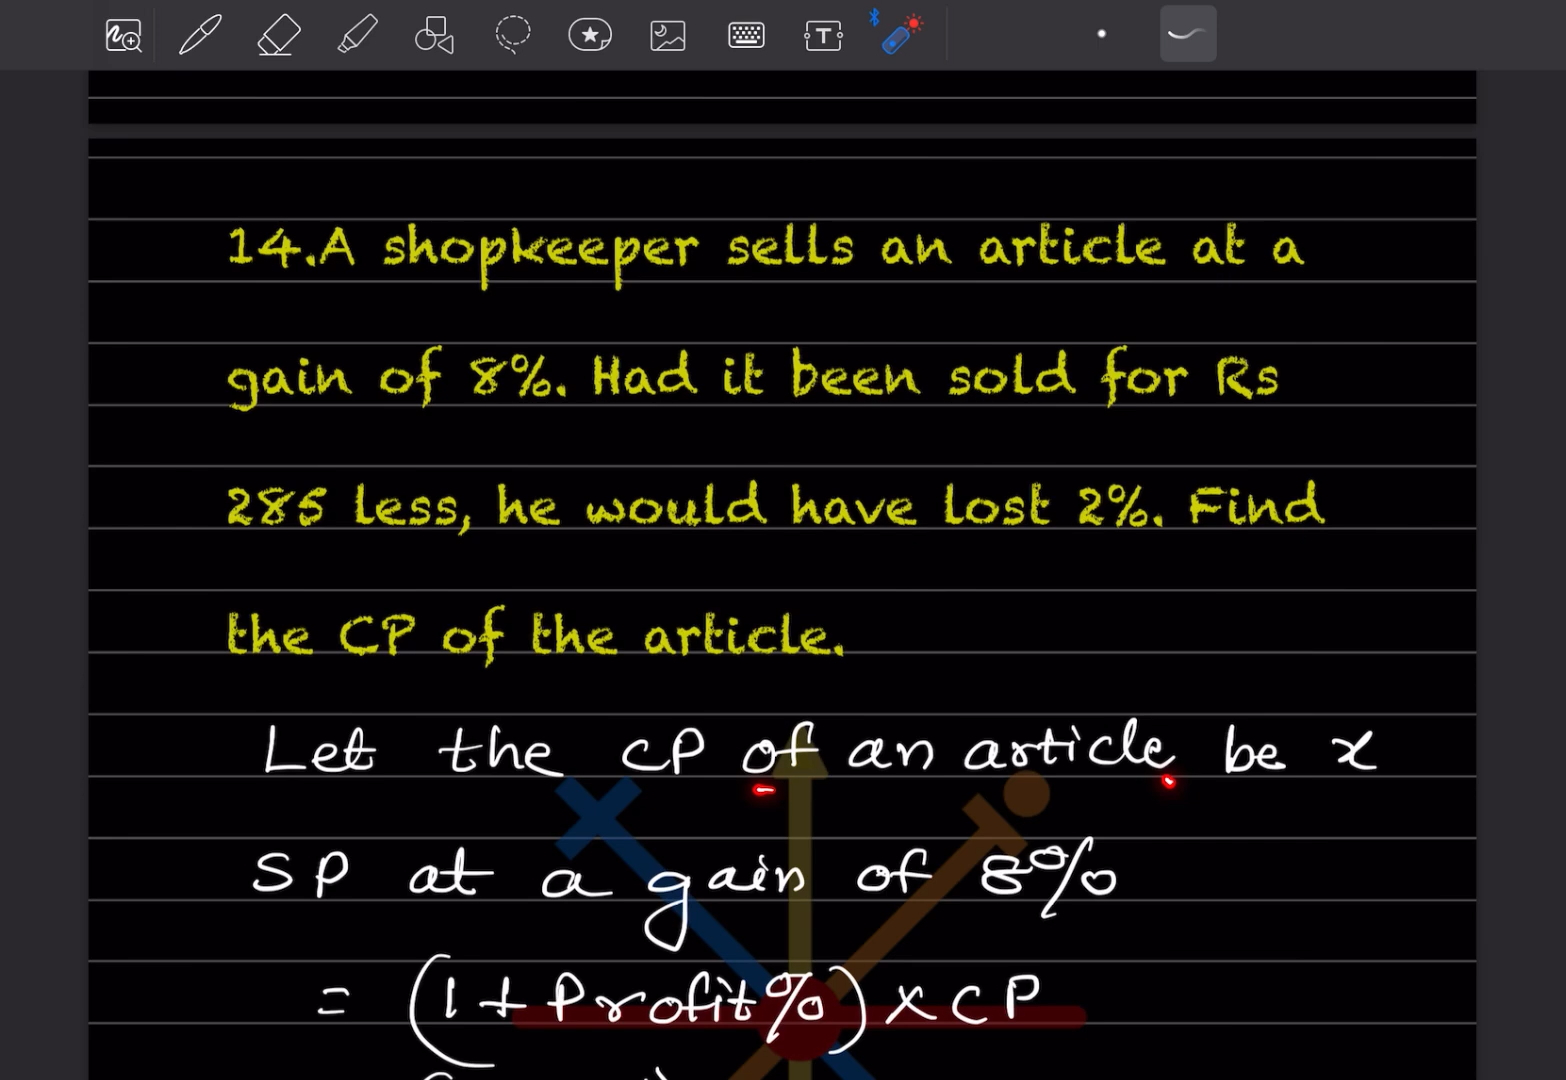 14.A shopkeeper sells an article at a
gain of 8%. Had it been sold for Rs
285 less, he would have lost 2%. Find
the CP of the article.
Let the CP of an article be x
SP at a gain of 8%
= (1 + Profit%) x CP